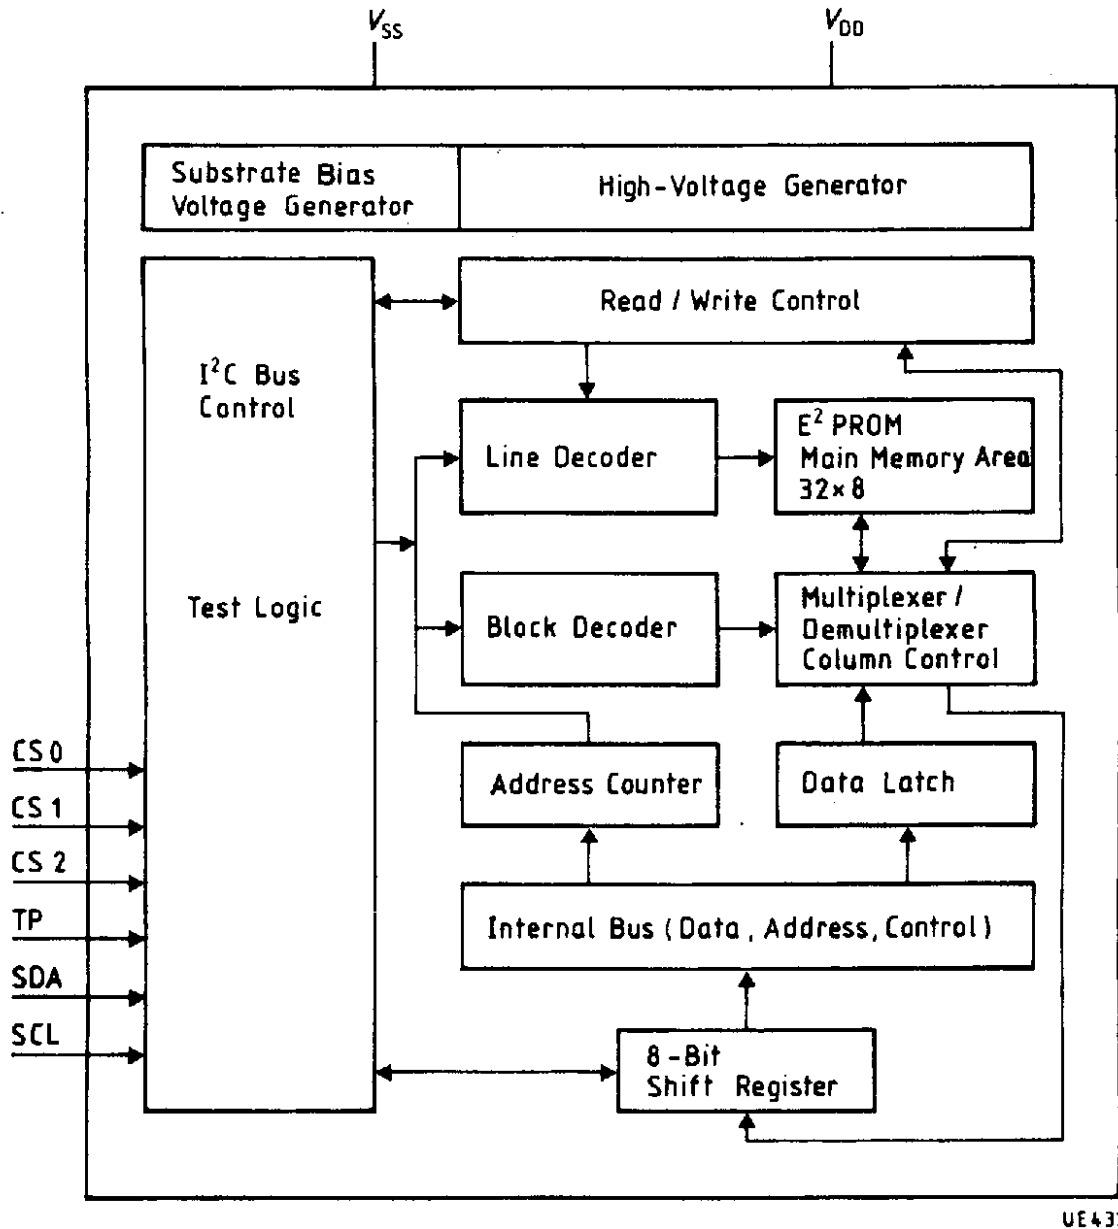 VSS
VDD
Substrate Bias
Voltage Generator
High-Voltage Generator
Read / Write Control
I²C Bus
Control
Line Decoder
E² PROM
Main Memory Area
32×8
Test Logic
Block Decoder
Multiplexer /
Demultiplexer
Column Control
CS 0
CS 1
CS 2
TP
SDA
SCL
Address Counter
Data Latch
Internal Bus (Data, Address, Control)
8-Bit
Shift Register